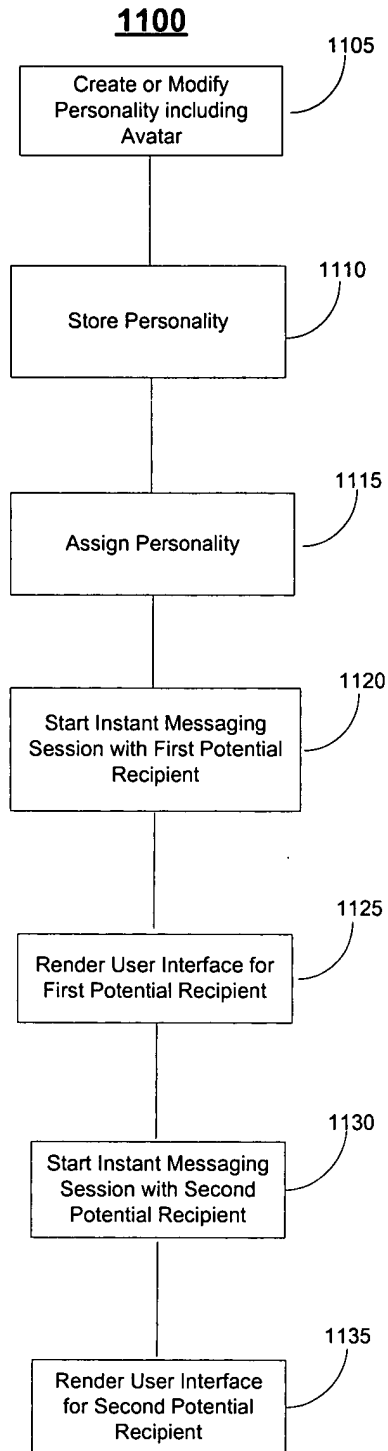 1100
1105
Create or Modify
Personality including
Avatar
1110
Store Personality
1115
Assign Personality
1120
Start Instant Messaging
Session with First Potential
Recipient
1125
Render User Interface for
First Potential Recipient
1130
Start Instant Messaging
Session with Second
Potential Recipient
1135
Render User Interface
for Second Potential
Recipient